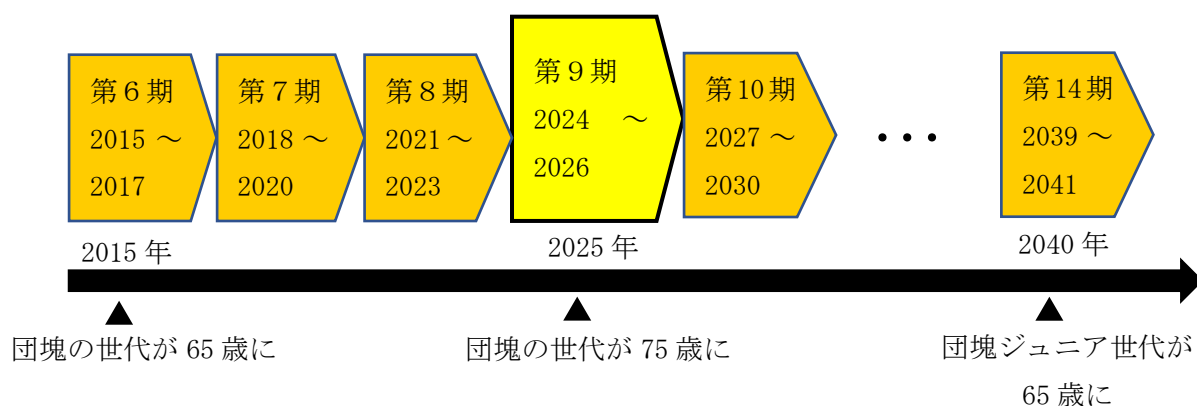 第６期
2015 ～
2017
第７期
2018 ～
2020
第８期
2021 ～
2023
第９期
2024　～
2026
第10期
2027 ～
2030
・・・
第14期
2039 ～
2041
2015 年
2025 年
2040 年
▲
▲
▲
団塊の世代が 65 歳に
団塊の世代が 75 歳に
団塊ジュニア世代が
65 歳に